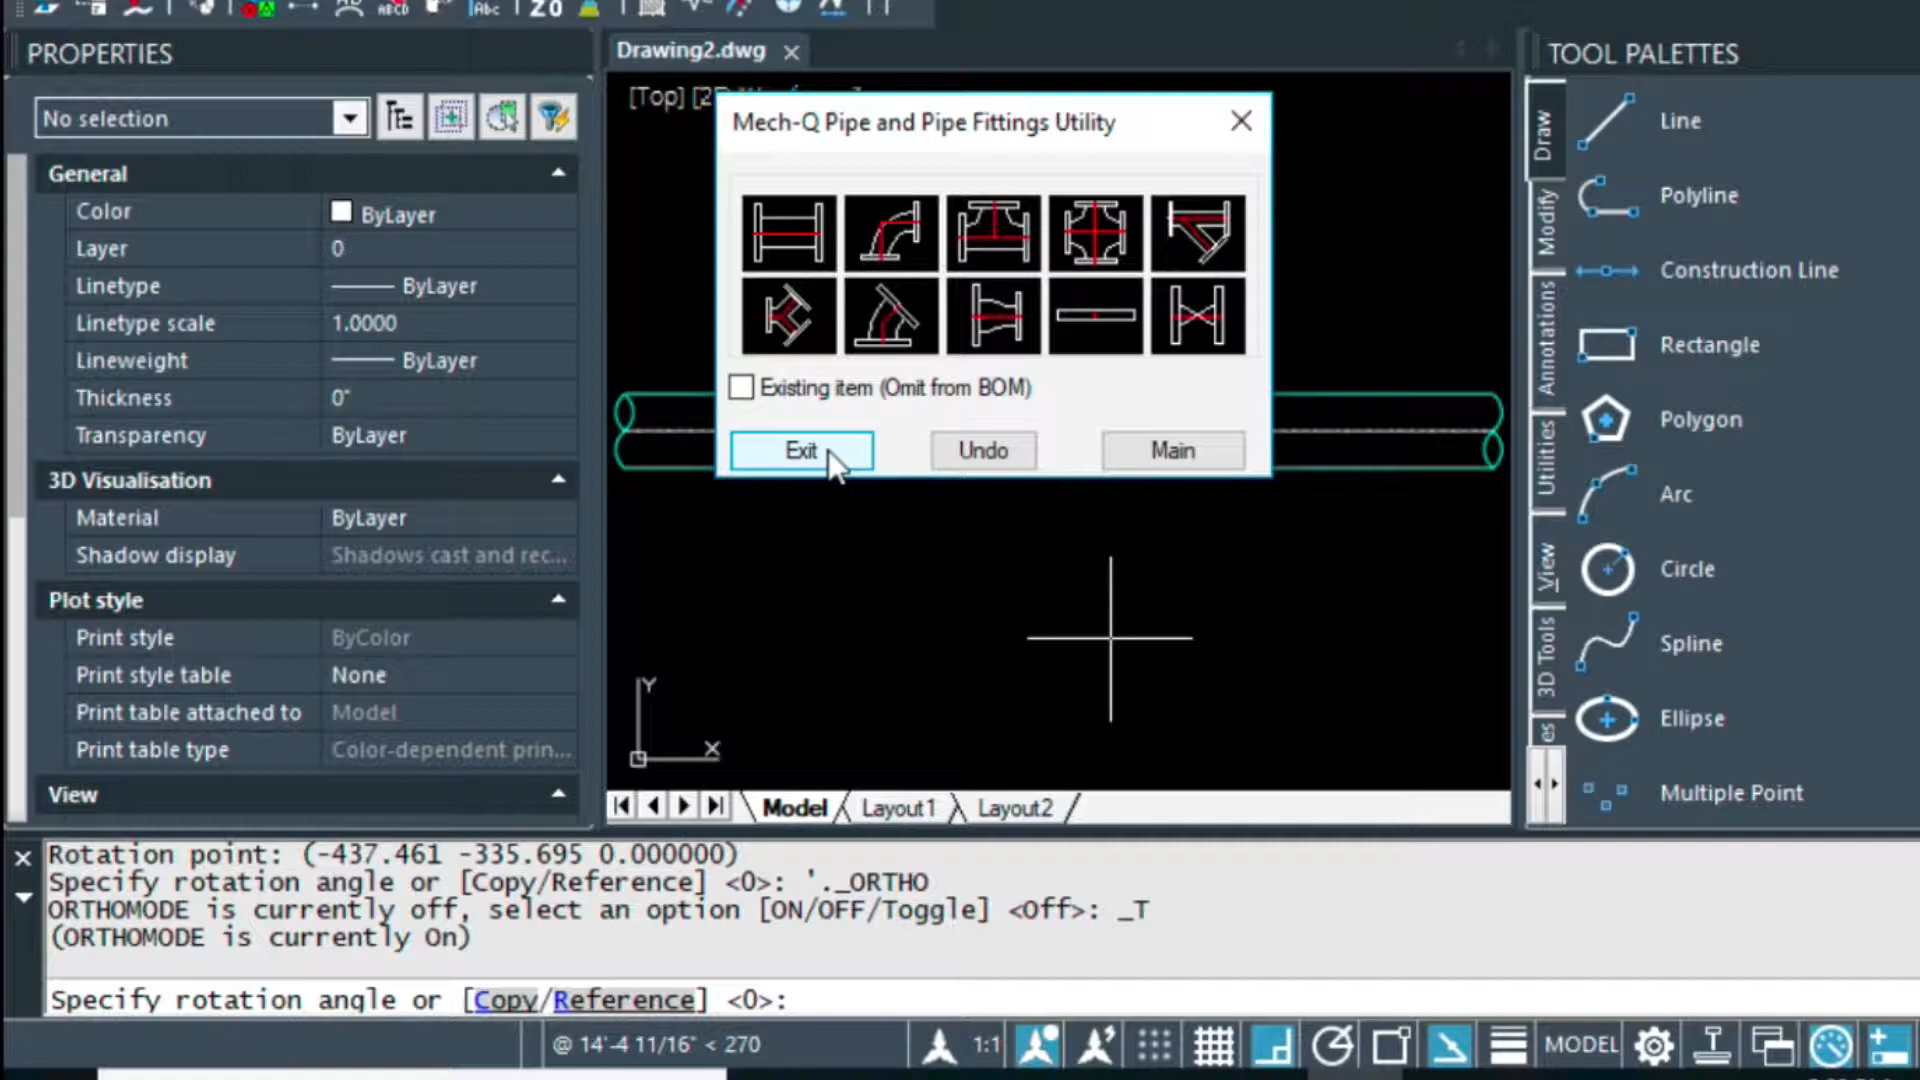 ABCD
Abc
PROPERTIES
Drawing2.dwg
TOOL PALETTES
[Top]
Mech-Q Pipe and Pipe Fittings Utility
No selection
General
Color ByLayer
Layer 0
Linetype ByLayer
Linetype scale 1.0000
Lineweight ByLayer
Thickness 0"
Transparency ByLayer
3D Visualisation
Material ByLayer
Shadow display Shadows cast and rec...
Plot style
Print style ByColor
Print style table None
Print table attached to Model
Print table type Color-dependent prin...
View
Existing item (Omit from BOM)
Exit
Undo
Main
Y
X
Model
Layout1
Layout2
Draw
Modify
Annotations
Utilities
View
3D Tools
es
Line
Polyline
Construction Line
Rectangle
Polygon
Arc
Circle
Spline
Ellipse
Multiple Point
Rotation point: (-437.461 -335.695 0.000000)
Specify rotation angle or [Copy/Reference] <0>: '._ORTHO
ORTHOMODE is currently off, select an option [ON/OFF/Toggle] <Off>: _T
(ORTHOMODE is currently On)
Specify rotation angle or [Copy/Reference] <0>:
@ 14'-4 11/16" < 270
1:1
MODEL